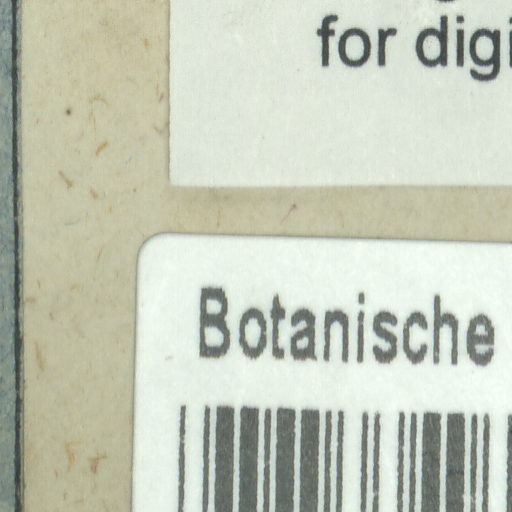 for digi
Botanische